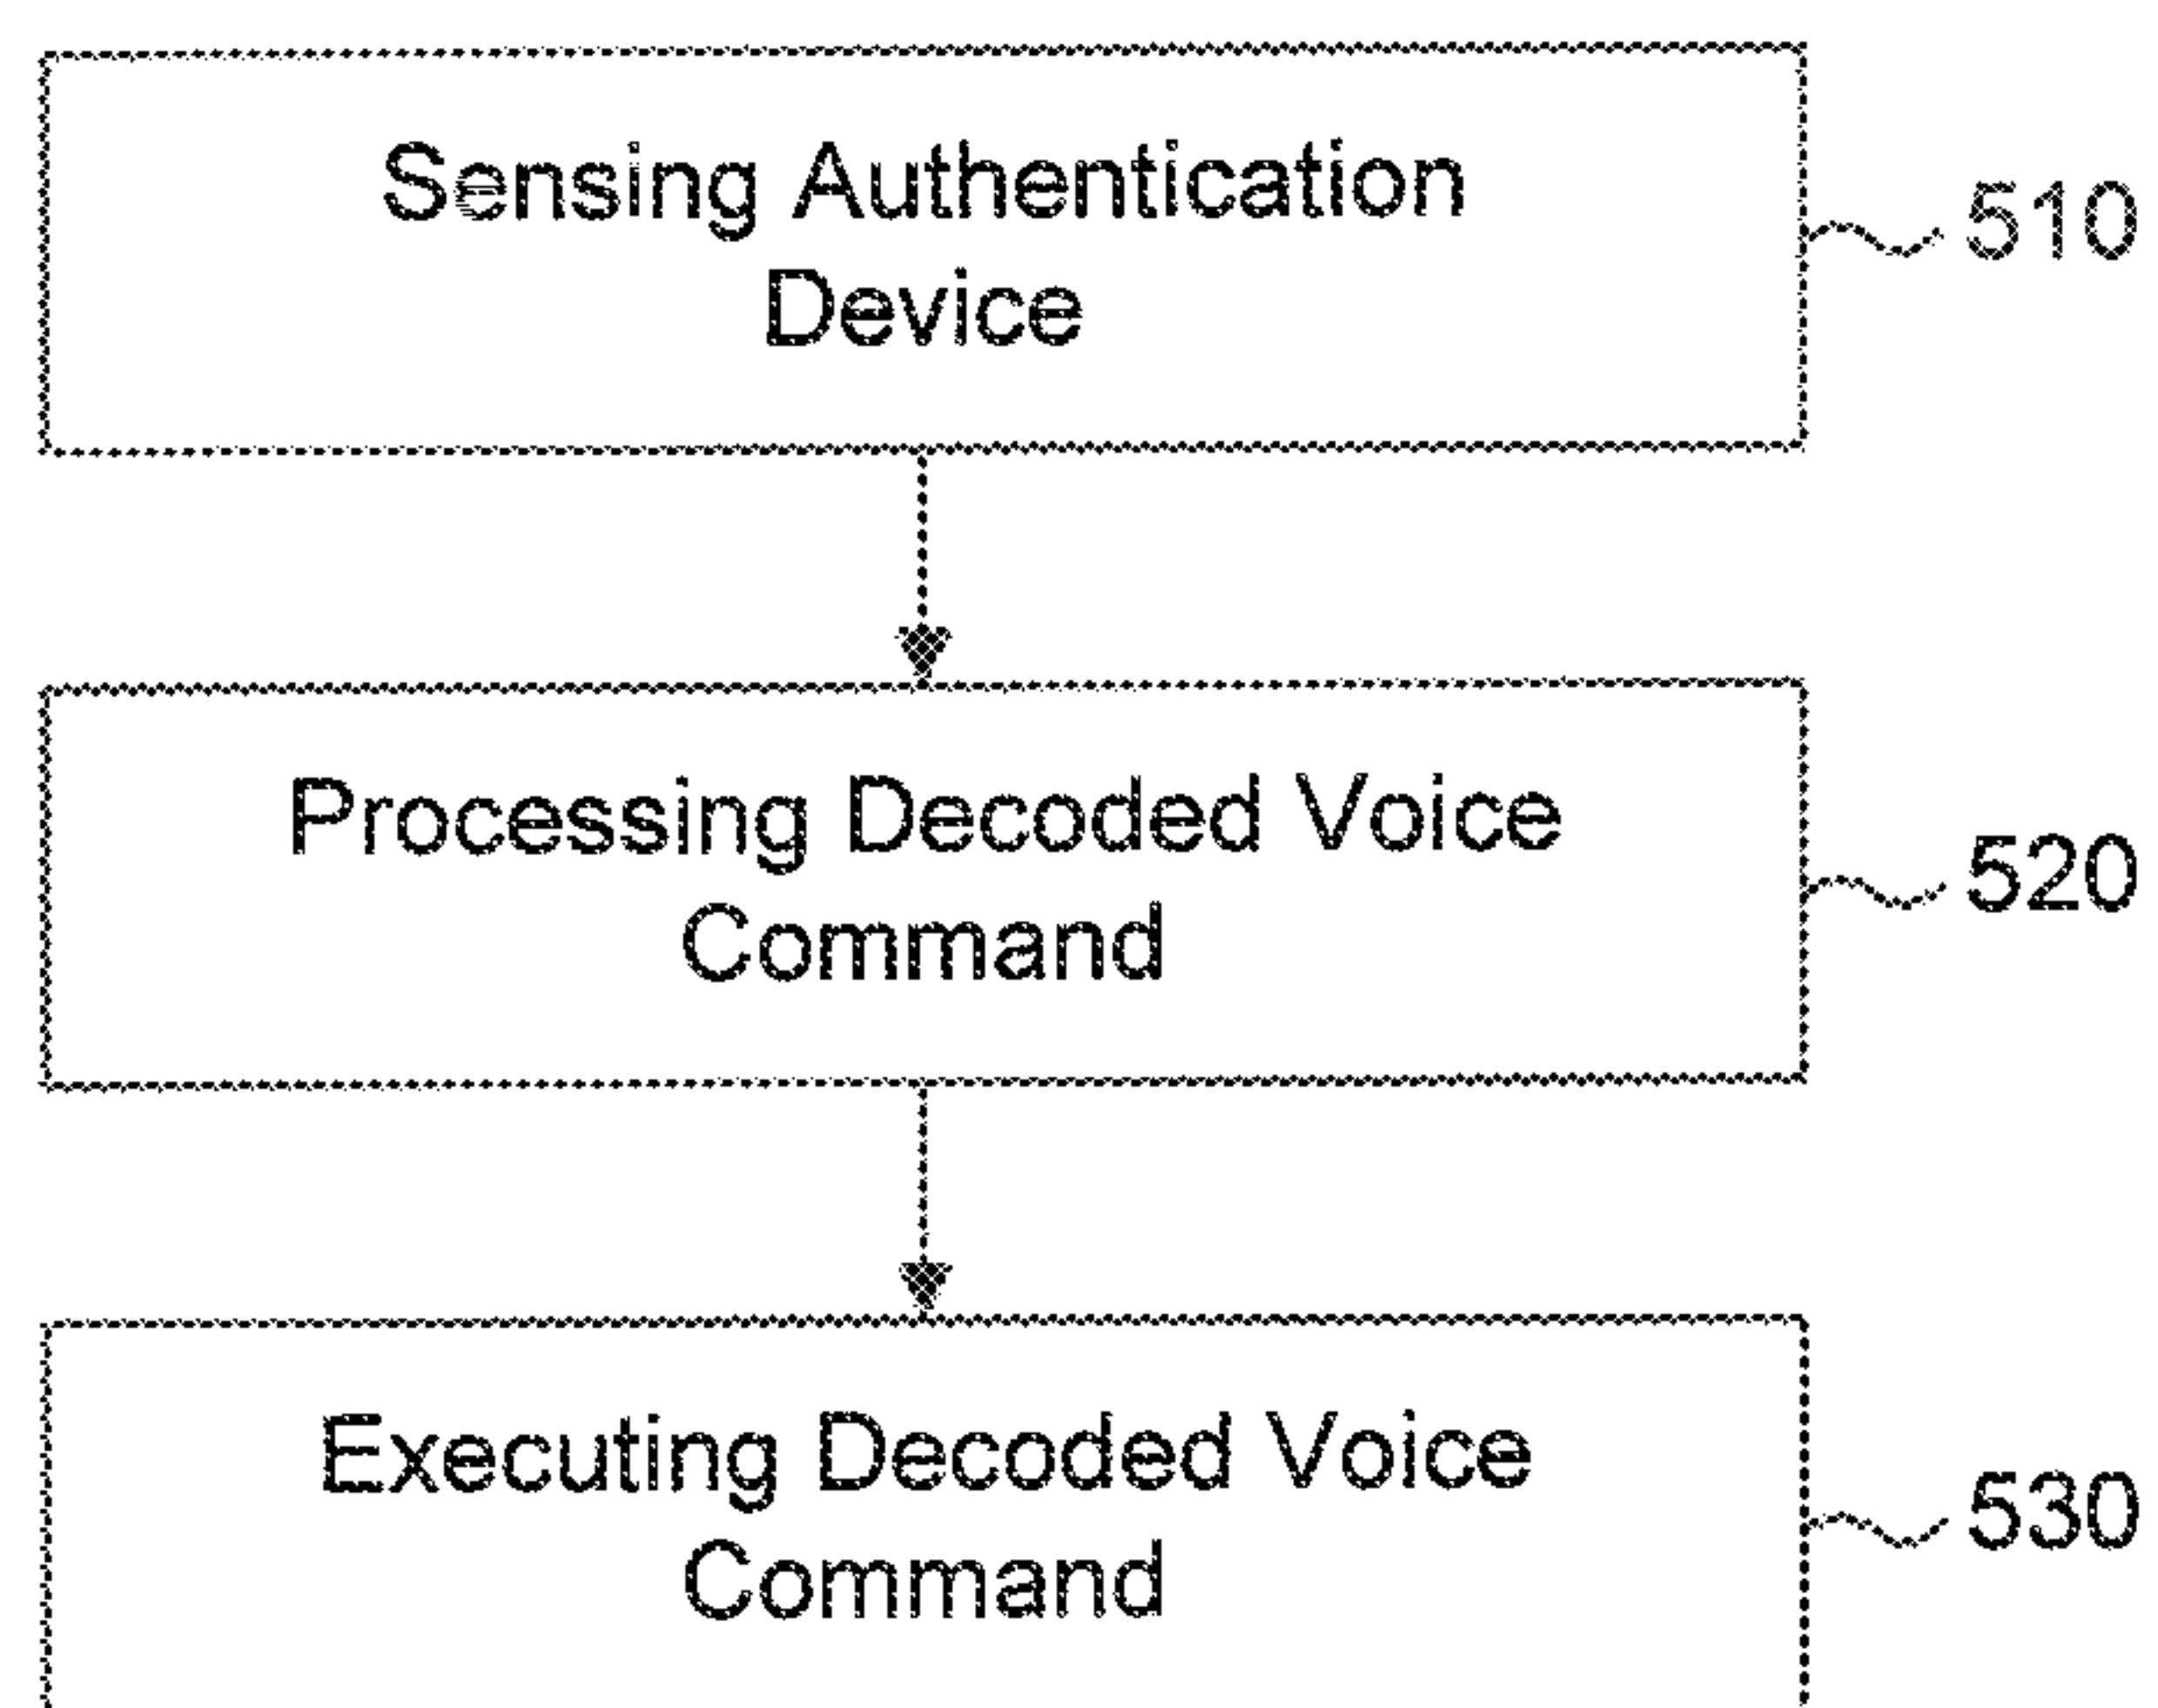 Sensing Authentication
Device
510
Processing Decoded Voice
Command
520
Executing Decoded Voice
Command
530